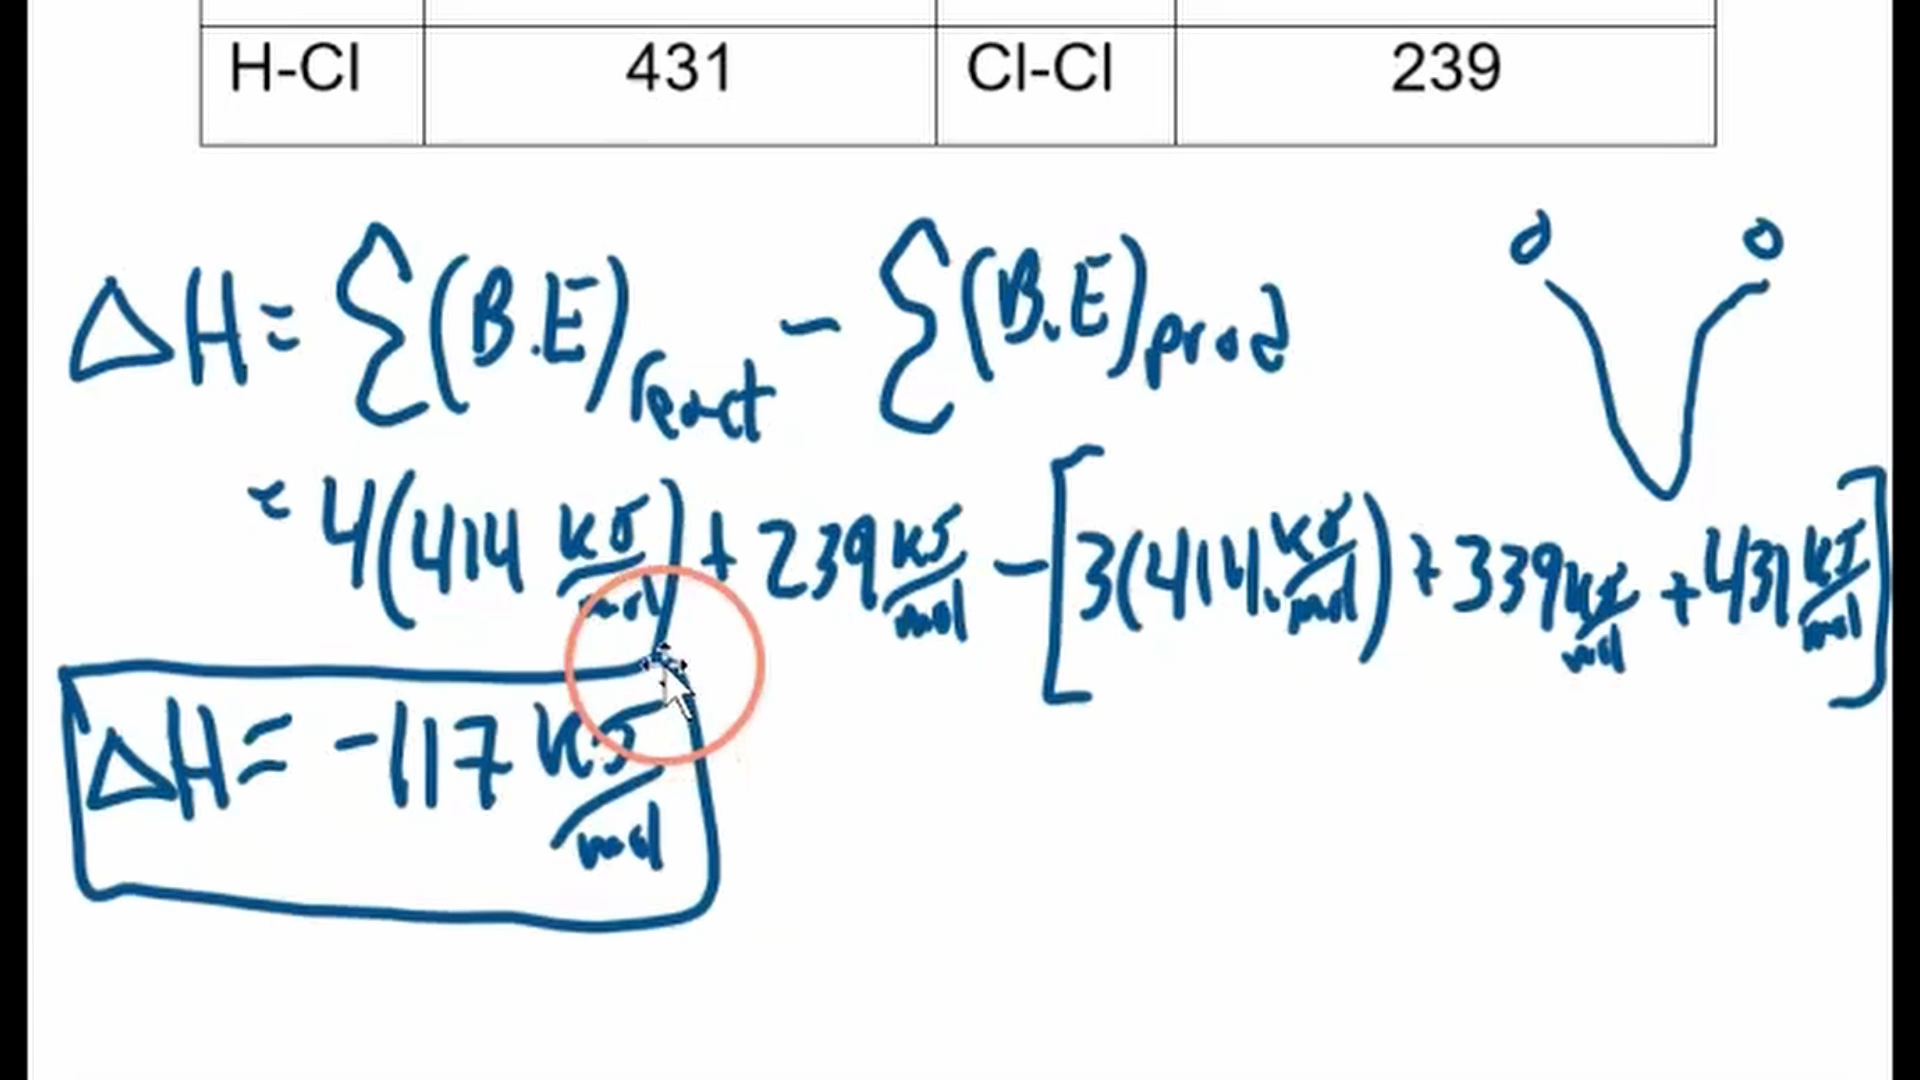 H-Cl 431 Cl-Cl 239
ΔH = Σ(B.E)react - Σ(B.E)prod
= 4(414 kJ/mol) + 239 kJ/mol - [3(414 kJ/mol) + 339 kJ/mol + 431 kJ/mol]
ΔH = -117 kJ/mol